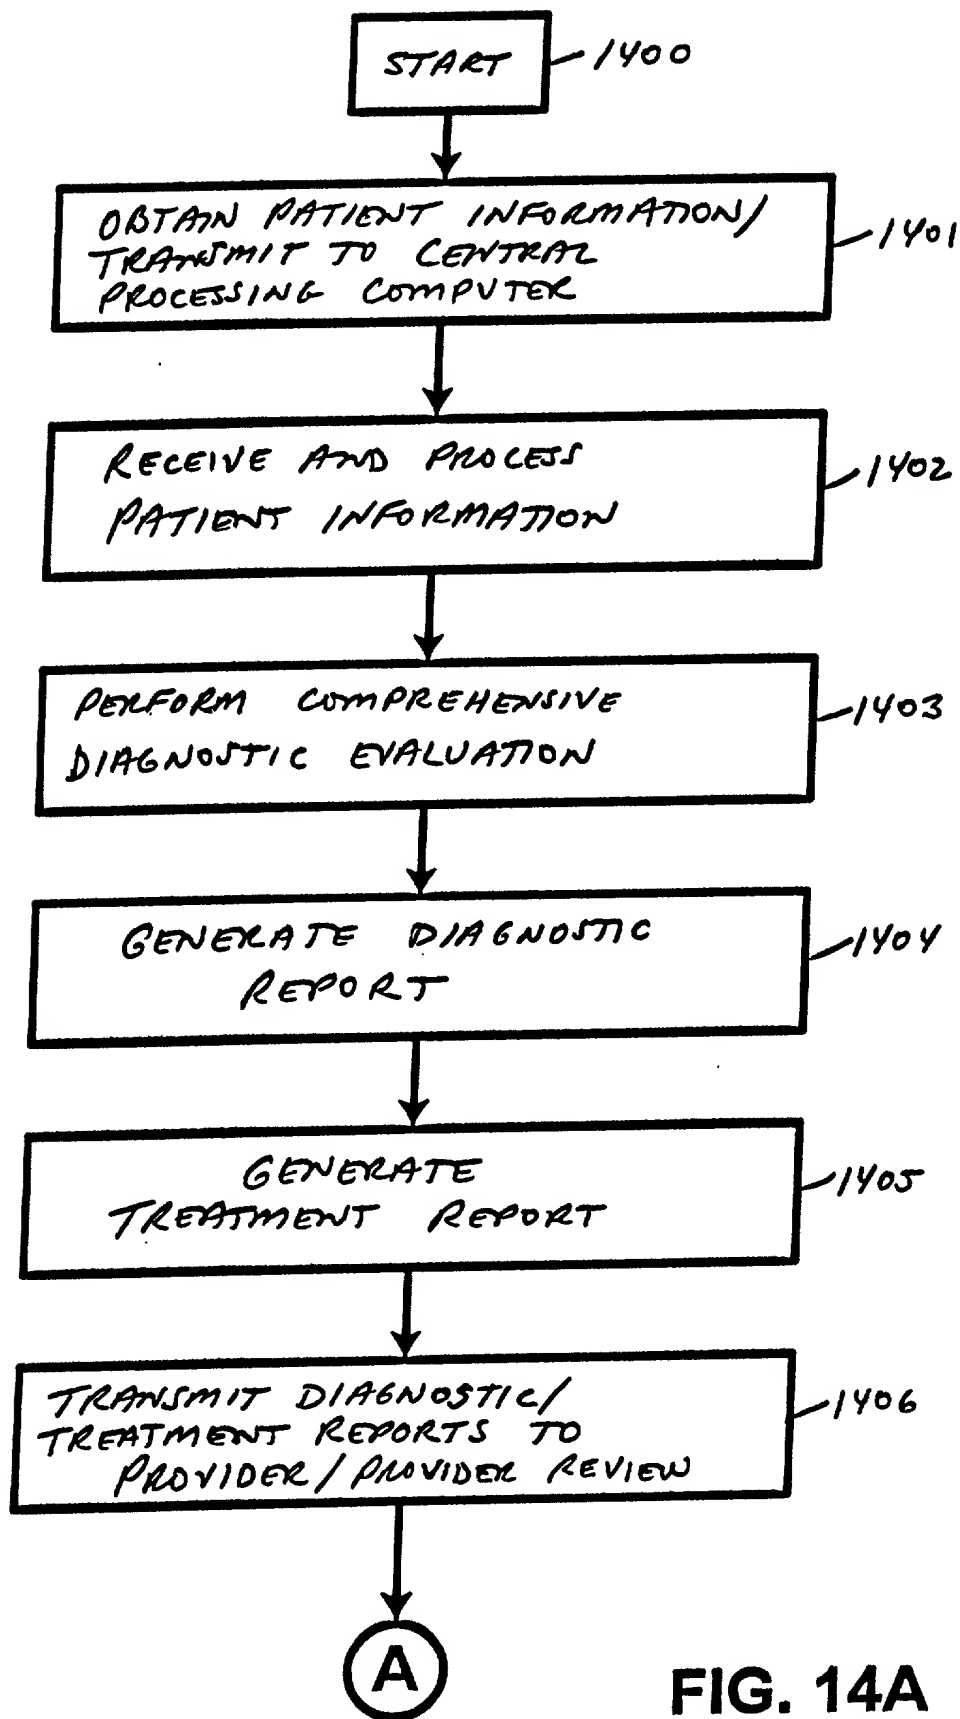 START
1400
OBTAIN PATIENT INFORMATION/
TRANSMIT TO CENTRAL
PROCESSING COMPUTER
1401
RECEIVE AND PROCESS
PATIENT INFORMATION
1402
PERFORM COMPREHENSIVE
DIAGNOSTIC EVALUATION
1403
GENERATE DIAGNOSTIC
REPORT
1404
GENERATE
TREATMENT REPORT
1405
TRANSMIT DIAGNOSTIC/
TREATMENT REPORTS TO
PROVIDER/PROVIDER REVIEW
1406
A
FIG. 14A